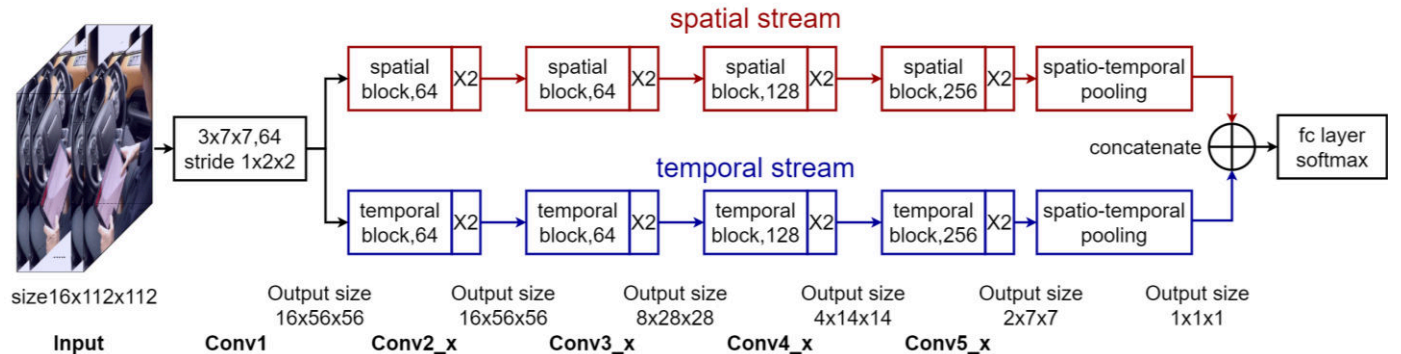 spatial stream
spatial
block,64
X2
spatial
block,64
X2
spatial
block,128
X2
spatial
block,256
X2
spatio-temporal
pooling
3x7x7,64
stride 1x2x2
concatenate
fc layer
softmax
temporal stream
temporal
block,64
X2
temporal
block,64
X2
temporal
block,128
X2
temporal
block,256
X2
spatio-temporal
pooling
.....
size16x112x112
Output size
16x56x56
Output size
16x56x56
Output size
8x28x28
Output size
4x14x14
Output size
2x7x7
Output size
1x1x1
Input
Conv1
Conv2_x
Conv3_x
Conv4_x
Conv5_x